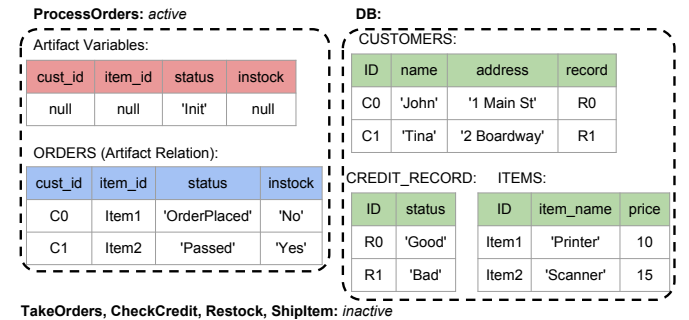 ProcessOrders: active
Artifact Variables:
cust_id item_id status instock
null null 'Init' null
ORDERS (Artifact Relation):
cust_id item_id status instock
C0 Item1 'OrderPlaced' 'No'
C1 Item2 'Passed' 'Yes'
DB:
CUSTOMERS:
ID name address record
C0 'John' '1 Main St' R0
C1 'Tina' '2 Boardway' R1
CREDIT_RECORD:
ID status
R0 'Good'
R1 'Bad'
ITEMS:
ID item_name price
Item1 'Printer' 10
Item2 'Scanner' 15
TakeOrders, CheckCredit, Restock, ShipItem: inactive